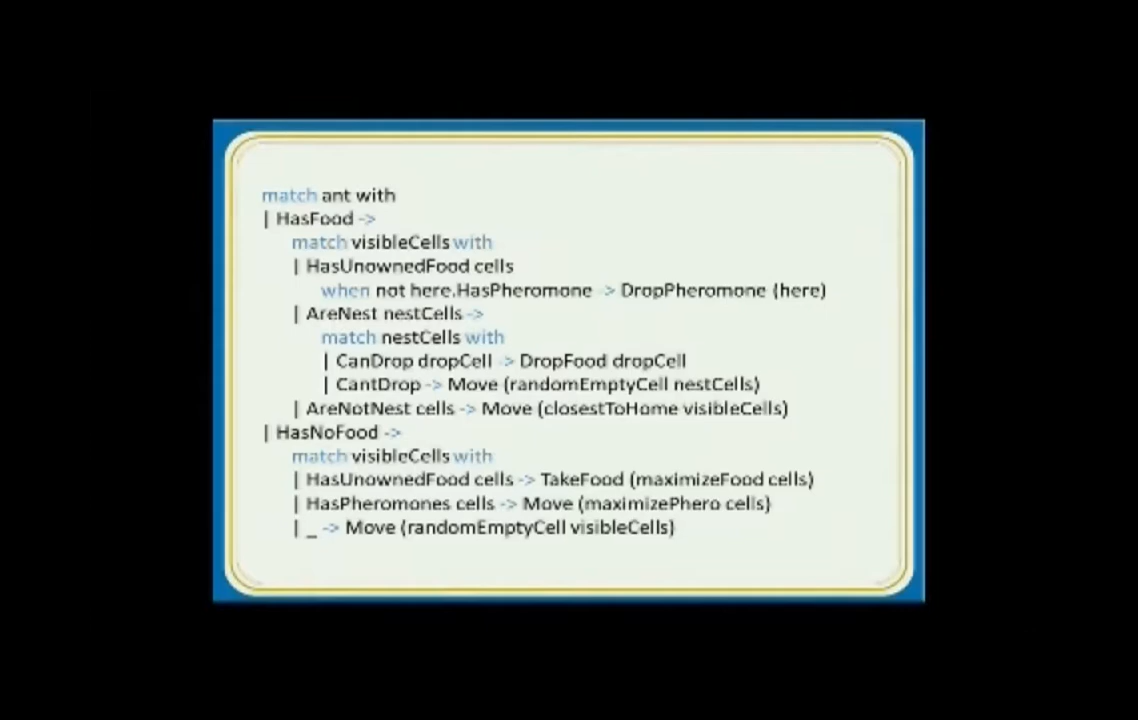 match ant with
| HasFood ->
match visibleCells with
| HasUnownedFood cells
when not here.HasPheromone -> DropPheromone (here)
| AreNest nestCells ->
match nestCells with
| CanDrop dropCell -> DropFood dropCell
| CantDrop -> Move (randomEmptyCell nestCells)
| AreNotNest cells -> Move (closestToHome visibleCells)
| HasNoFood ->
match visibleCells with
| HasUnownedFood cells -> TakeFood (maximizeFood cells)
| HasPheromones cells -> Move (maximizePhero cells)
| _ -> Move (randomEmptyCell visibleCells)